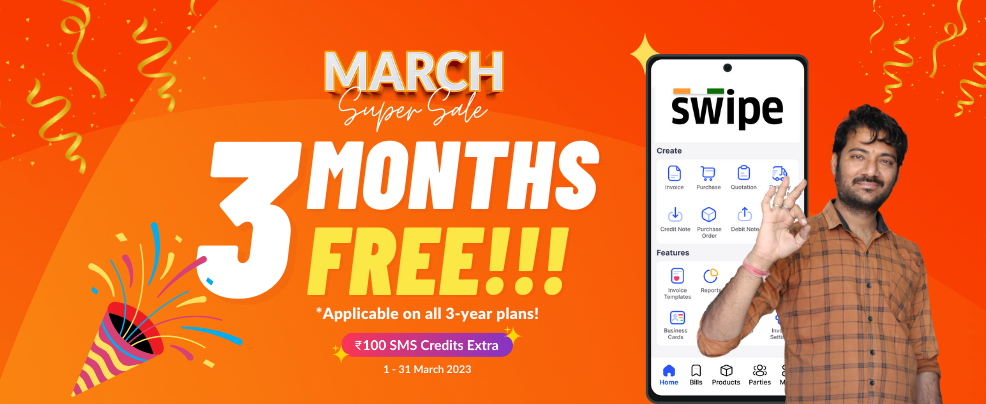 MARCH
Super Sale
3 MONTHS
FREE!!!
*Applicable on all 3-year plans!
₹100 SMS Credits Extra
1 - 31 March 2023
swipe
Create
Invoice Purchase Quotation
Credit Note Purchase Order Debit Note
Features
Invoice Templates Reports
Business Cards
Home Bills Products Parties